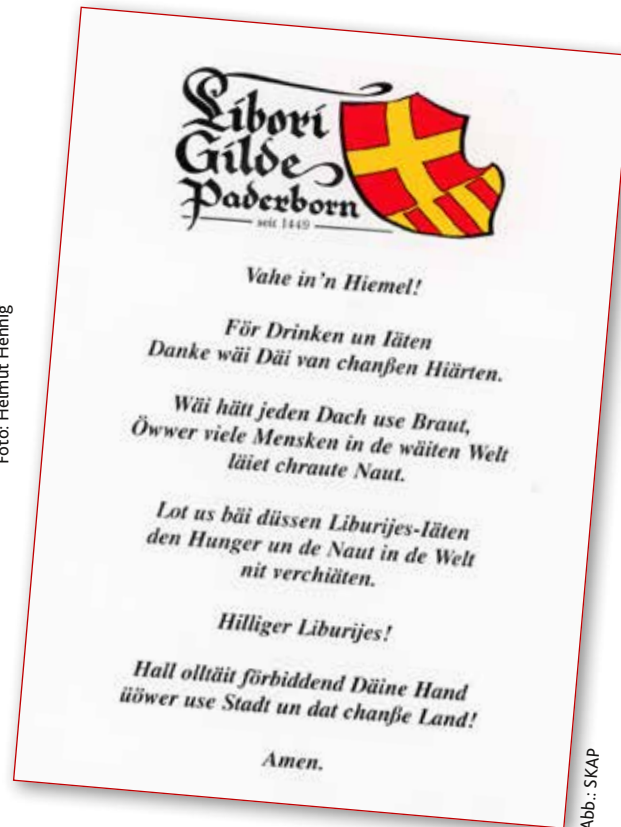 Foto: Helmut Hennig
Libori
Gilde
Paderborn
seit 1449
Vahe in'n Hiemel!
För Drinken un Iäten
Danke wäi Däi van chanßen Hiärten.
Wäi hätt jeden Dach use Braut,
Öwwer viele Mensken in de wäiten Welt
läiet chraute Naut.
Lot us bäi düssen Liburijes-Iäten
den Hunger un de Naut in de Welt
nit verchiäten.
Hilliger Liburijes!
Hall olltäit förbiddend Däine Hand
üöwer use Stadt un dat chanße Land!
Amen.
Abb.: SKAP